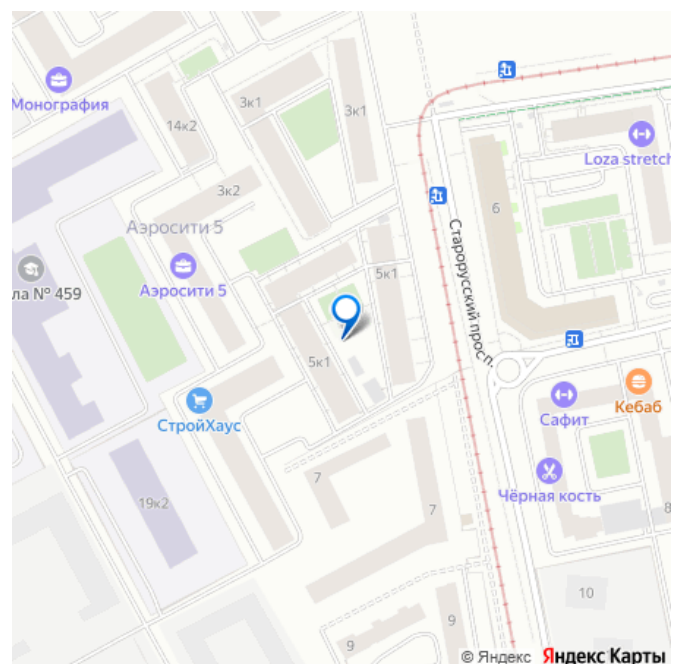 Монография
14к2
3к1
3к1
Loza stretch
3к2
6
Аэросити 5
Старорусский просп.
ла № 459
Аэросити 5
5к1
5к1
СтройХаус
Сафит
Кебаб
Чёрная кость
7
7
19к2
8
10
9
9
© Яндекс Яндекс Карты